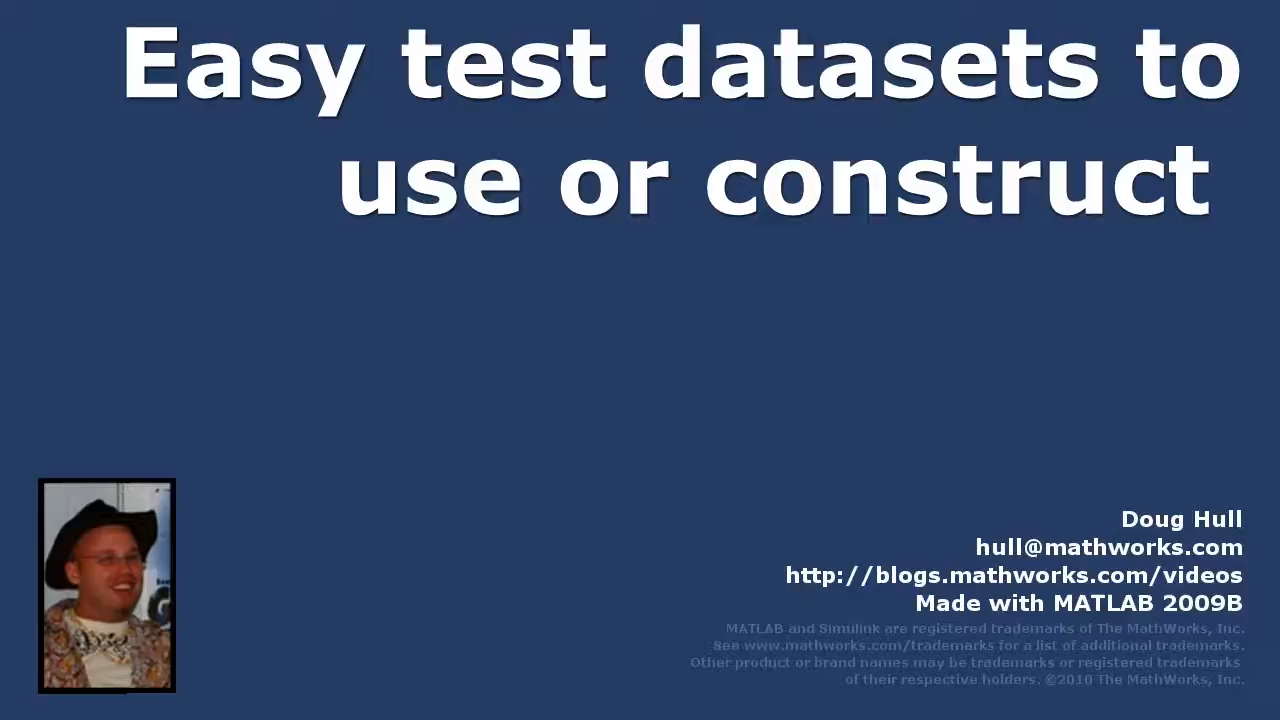 Easy test datasets to
use or construct
Doug Hull
hull@mathworks.com
http://blogs.mathworks.com/videos
Made with MATLAB 2009B
MATLAB and Simulink are registered trademarks of The MathWorks, Inc.
See www.mathworks.com/trademarks for a list of additional trademarks.
Other product or brand names may be trademarks or registered trademarks
of their respective holders. ©2010 The MathWorks, Inc.